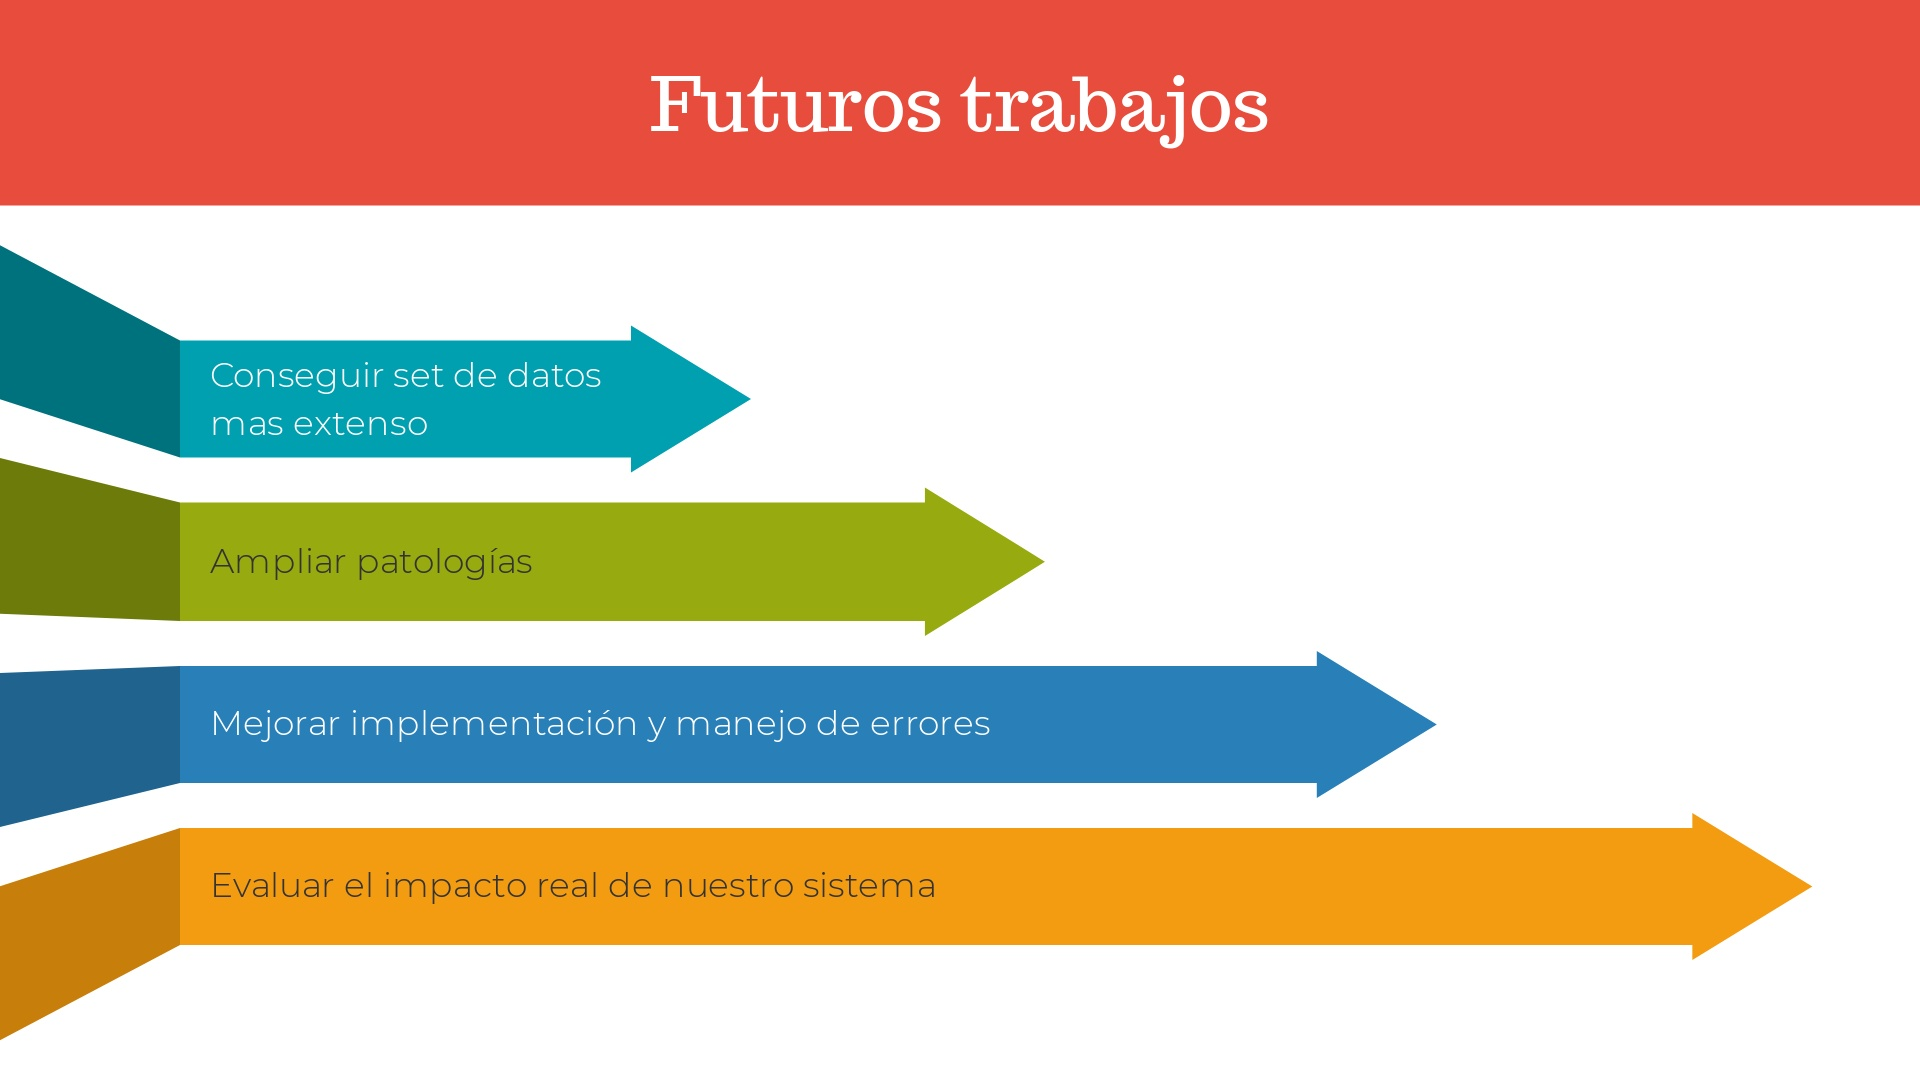 Futuros trabajos
Conseguir set de datos
mas extenso
Ampliar patologías
Mejorar implementación y manejo de errores
Evaluar el impacto real de nuestro sistema